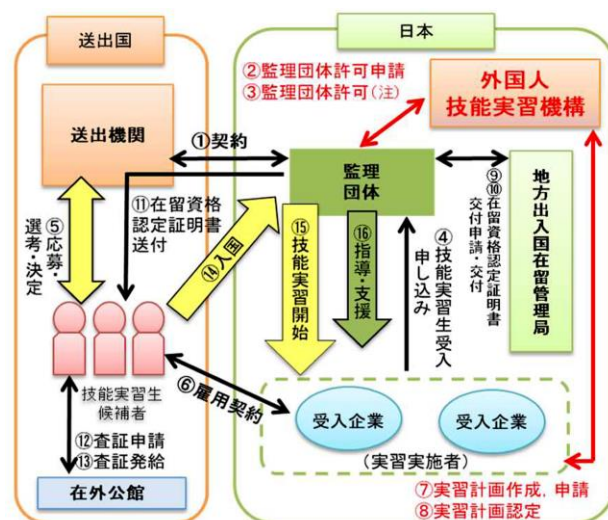 送出国
日本
送出機関
②監理団体許可申請
③監理団体許可(注)
外国人
技能実習機構
①契約
監理
団体
⑤応募・
選考・決定
⑪在留資格
認定証明書
送付
⑭入国
⑮技能実習開始
⑯指導・支援
④技能実習生受入
申し込み
⑨
⑩在留資格認定証明書
交付申請・交付
地方出入国在留管理局
技能実習生
候補者
⑥雇用契約
受入企業
受入企業
(実習実施者)
⑫査証申請
⑬査証発給
在外公館
⑦実習計画作成，申請
⑧実習計画認定